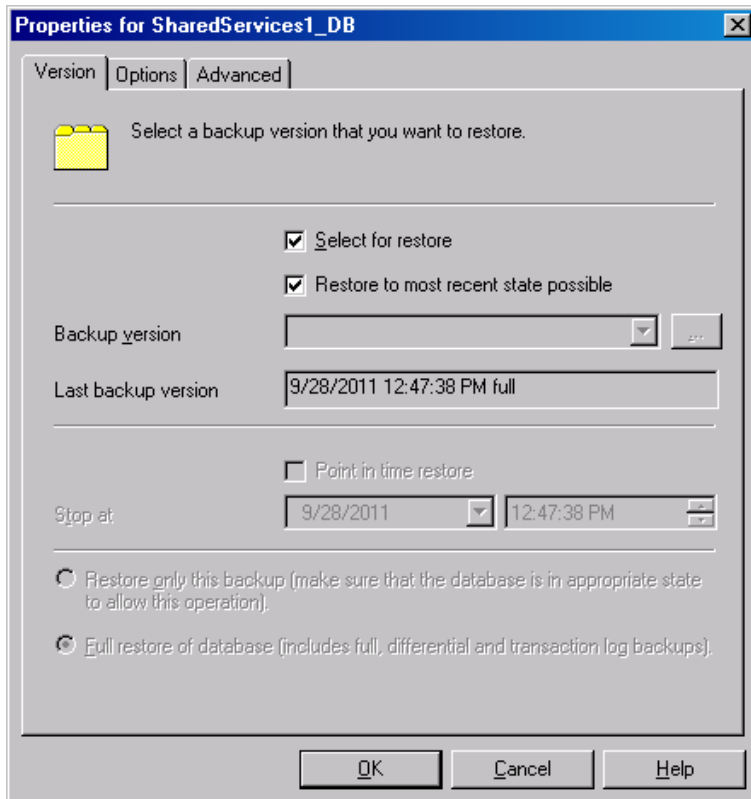 Properties for SharedServices1_DB
Version
Options
Advanced
Select a backup version that you want to restore.
Select for restore
Restore to most recent state possible
Backup version
...
Last backup version
9/28/2011 12:47:38 PM full
Point in time restore
Stop at
9/28/2011
12:47:38 PM
Restore only this backup (make sure that the database is in appropriate state
to allow this operation).
Full restore of database (includes full, differential and transaction log backups).
OK
Cancel
Help